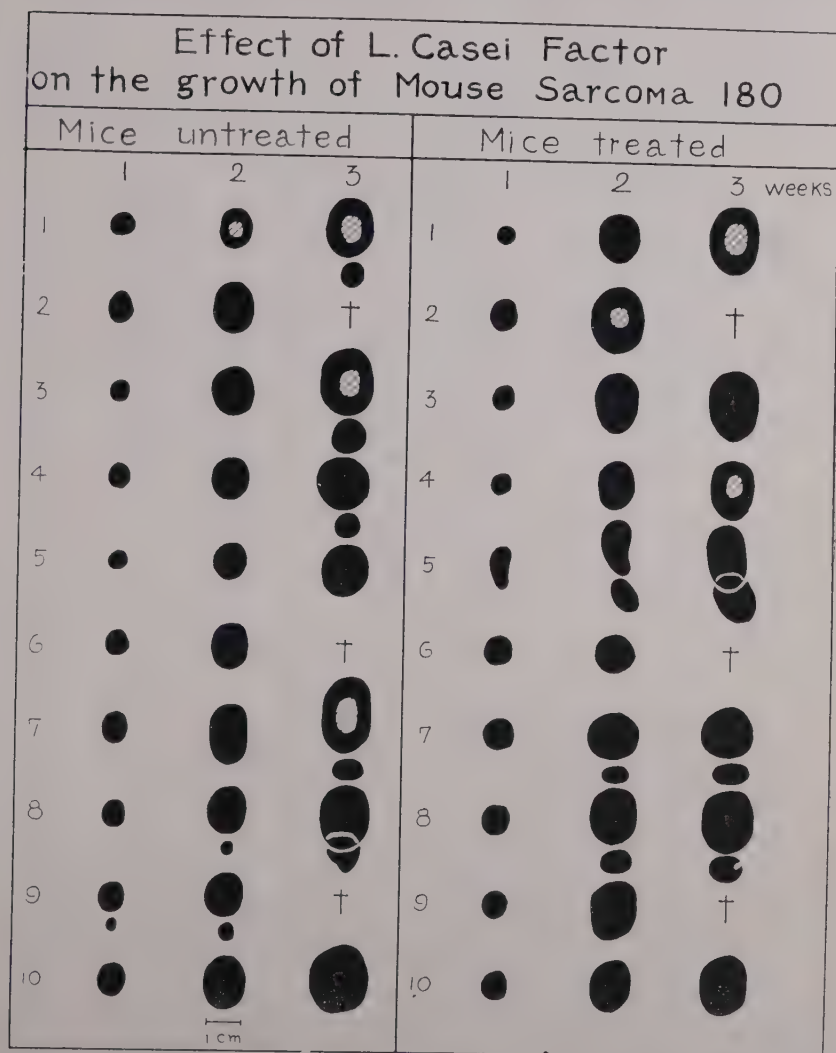 Effect of L. Casei Factor
on the growth of Mouse Sarcoma 180
Mice untreated
Mice treated
1 2 3
1 2 3 weeks
1
2 †
3
4
5
6 †
7
8
9 †
10
1 cm
1
2 †
3
4
5
6 †
7
8
9 †
10